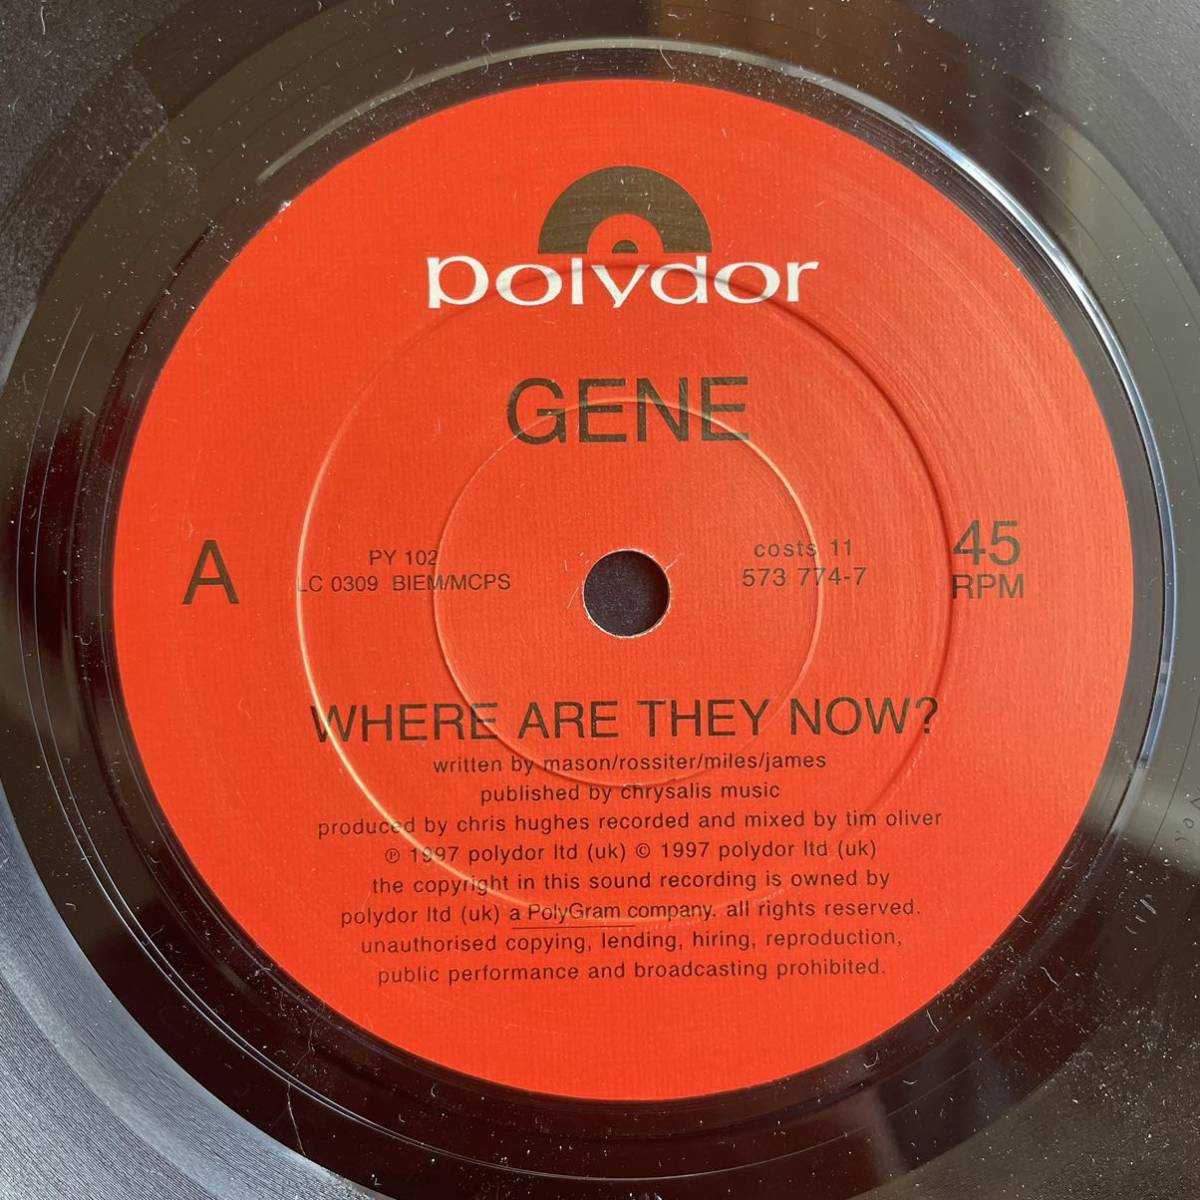 polydor
GENE
A
PY 102
LC 0309 BIEM/MCPS
costs 11
573 774-7
45
RPM
WHERE ARE THEY NOW?
written by mason/rossiter/miles/james
published by chrysalis music
produced by chris hughes recorded and mixed by tim oliver
℗ 1997 polydor ltd (uk) © 1997 polydor ltd (uk)
the copyright in this sound recording is owned by
polydor ltd (uk) a PolyGram company. all rights reserved.
unauthorised copying, lending, hiring, reproduction,
public performance and broadcasting prohibited.